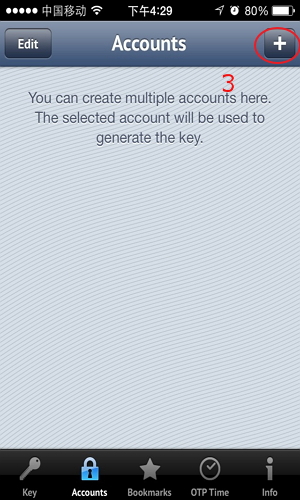 中国移动 下午4:29 80%
Edit Accounts +
3
You can create multiple accounts here.
The selected account will be used to
generate the key.
Key Accounts Bookmarks OTP Time Info